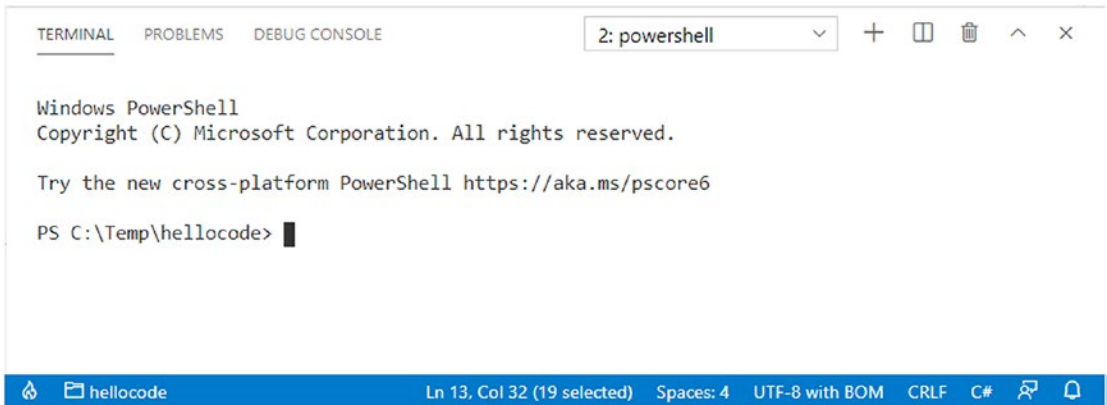 TERMINAL PROBLEMS DEBUG CONSOLE 2: powershell
Windows PowerShell
Copyright (C) Microsoft Corporation. All rights reserved.
Try the new cross-platform PowerShell https://aka.ms/pscore6
PS C:\Temp\hellocode>
hellocode Ln 13, Col 32 (19 selected) Spaces: 4 UTF-8 with BOM CRLF C#